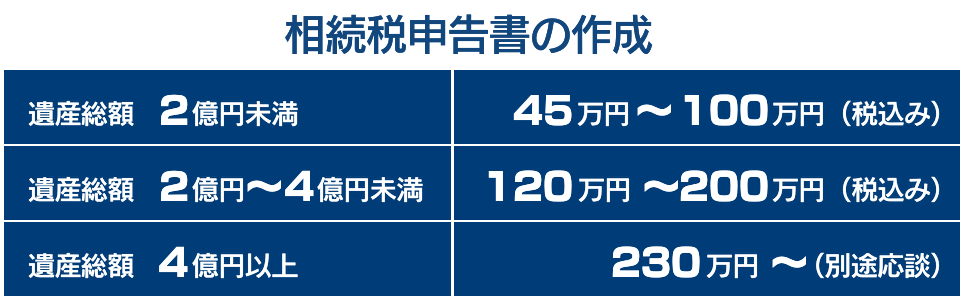 相続税申告書の作成
遺産総額 2億円未満 45万円～100万円（税込み）
遺産総額 2億円～4億円未満 120万円～200万円（税込み）
遺産総額 4億円以上 230万円～（別途応談）